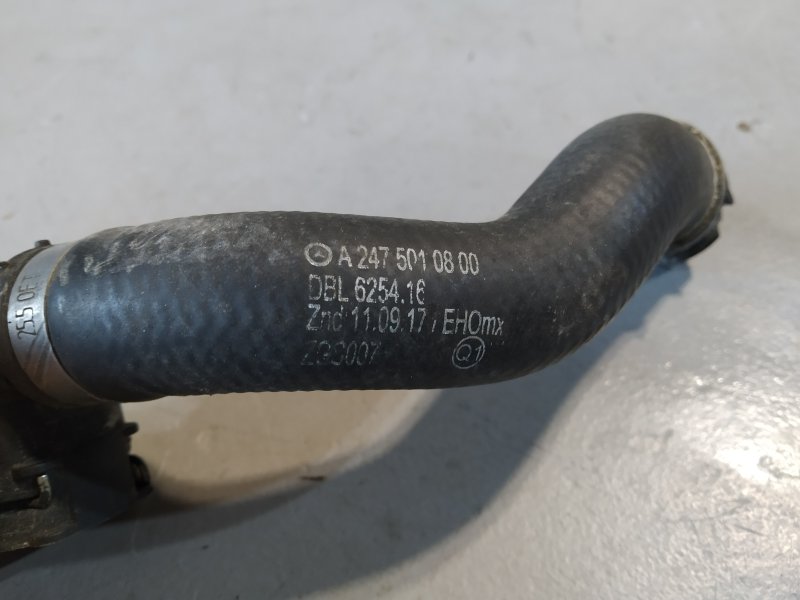 A 247 501 08 00
DBL 6254.16
Znd 11.09.17 / EHOmx
Q1